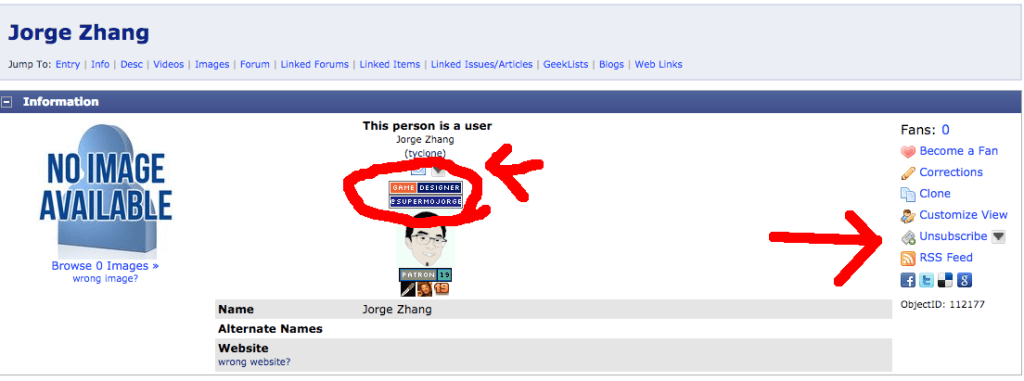 Jorge Zhang
Jump To: Entry | Info | Desc | Videos | Images | Forum | Linked Forums | Linked Items | Linked Issues/Articles | GeekLists | Blogs | Web Links
Information
NO IMAGE
AVAILABLE
Browse 0 Images »
wrong image?
This person is a user
Jorge Zhang
(tyclone)
GAME DESIGNER
@SUPERMOJORGE
PATRON 19
19
Name Jorge Zhang
Alternate Names
Website
wrong website?
Fans: 0
Become a Fan
Corrections
Clone
Customize View
Unsubscribe
RSS Feed
f t g
ObjectID: 112177